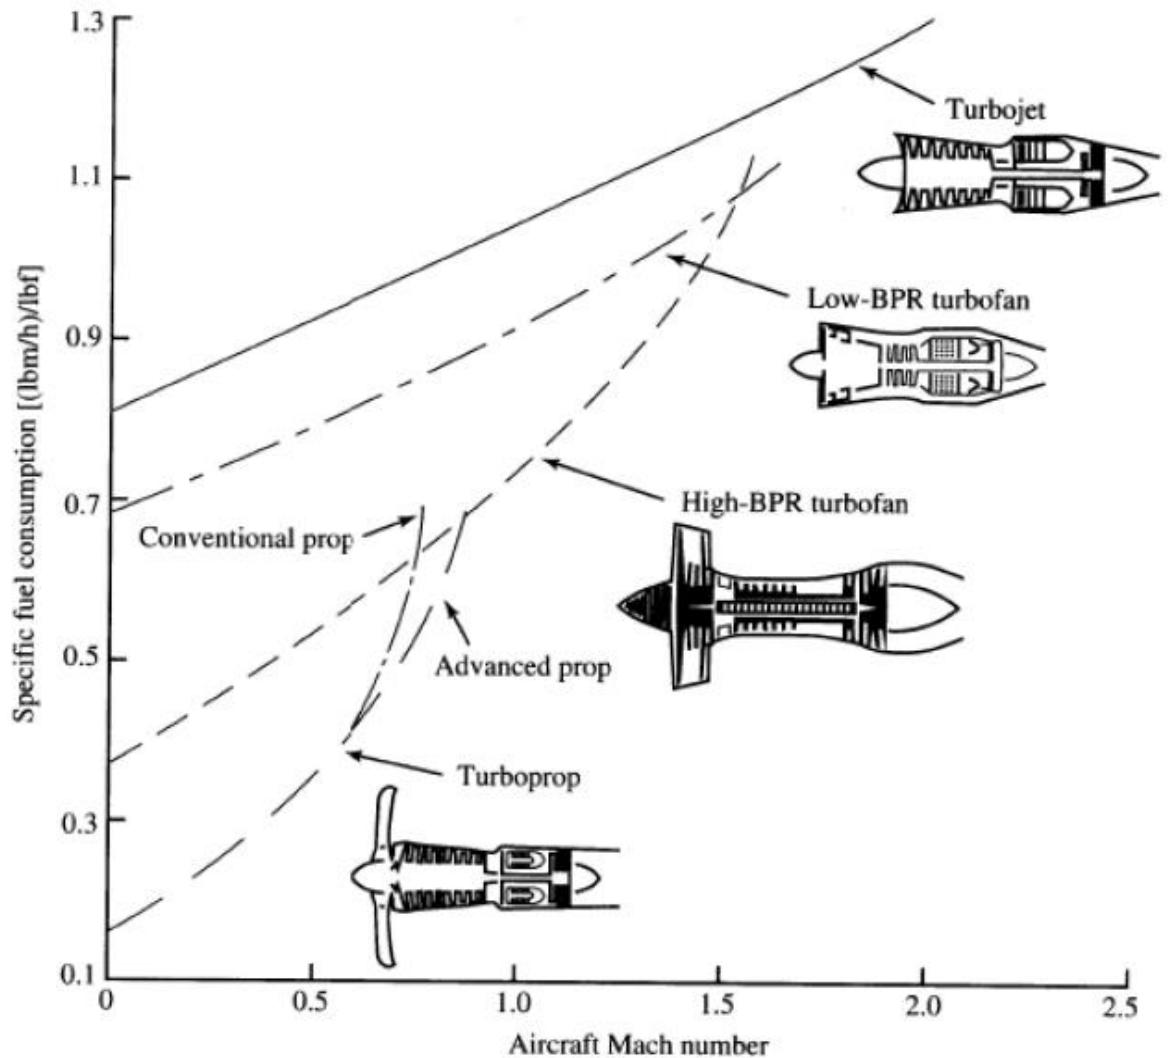 1.3
Turbojet
1.1
Low-BPR turbofan
0.9
Specific fuel consumption [(lbm/h)/lbf]
0.7
High-BPR turbofan
Conventional prop
0.5
Advanced prop
Turboprop
0.3
0.1
0 0.5 1.0 1.5 2.0 2.5
Aircraft Mach number